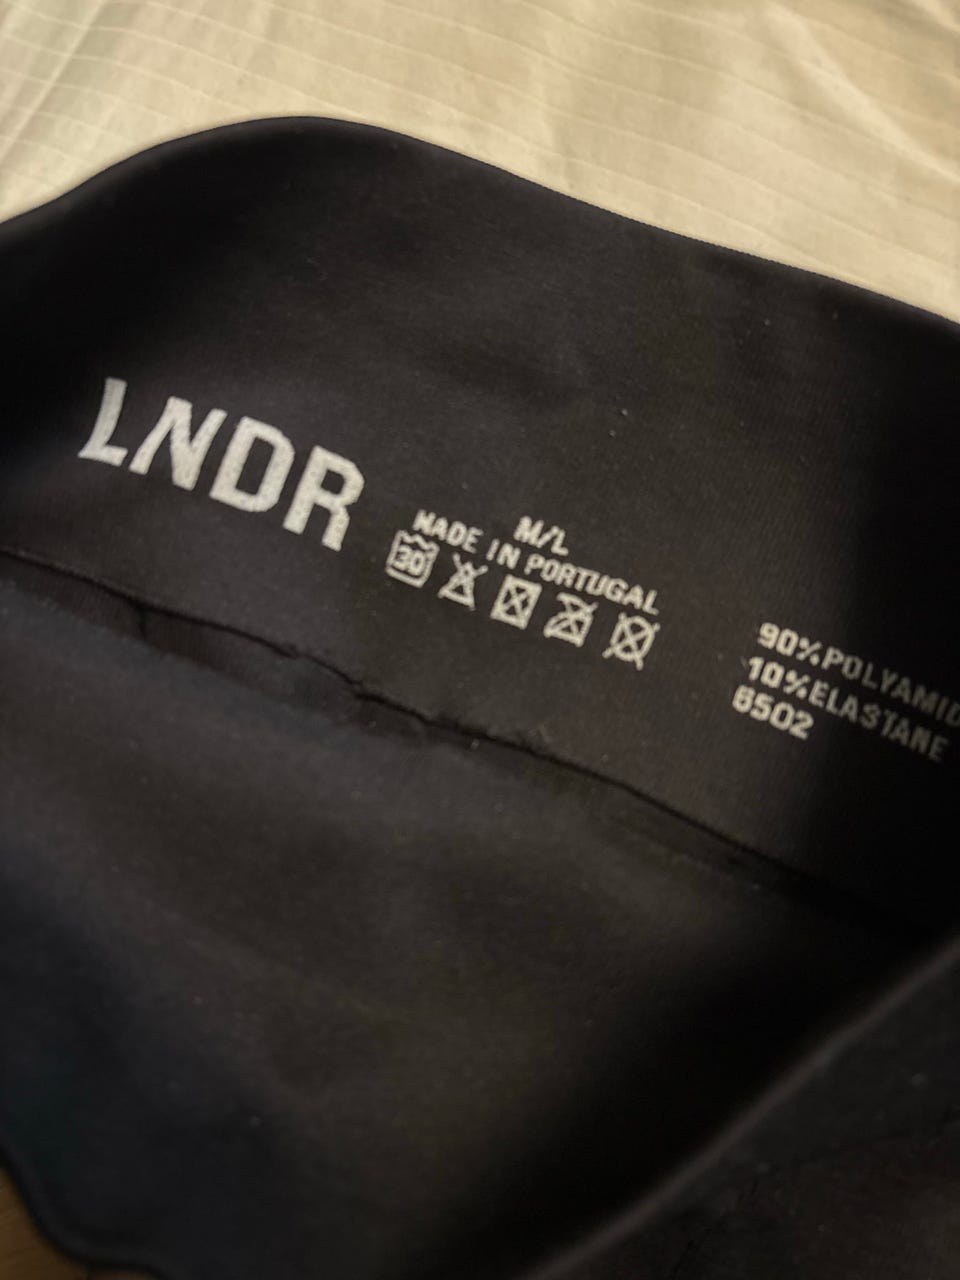 LNDR
M/L
MADE IN PORTUGAL
30
90% POLYAMID
10% ELASTANE
6502